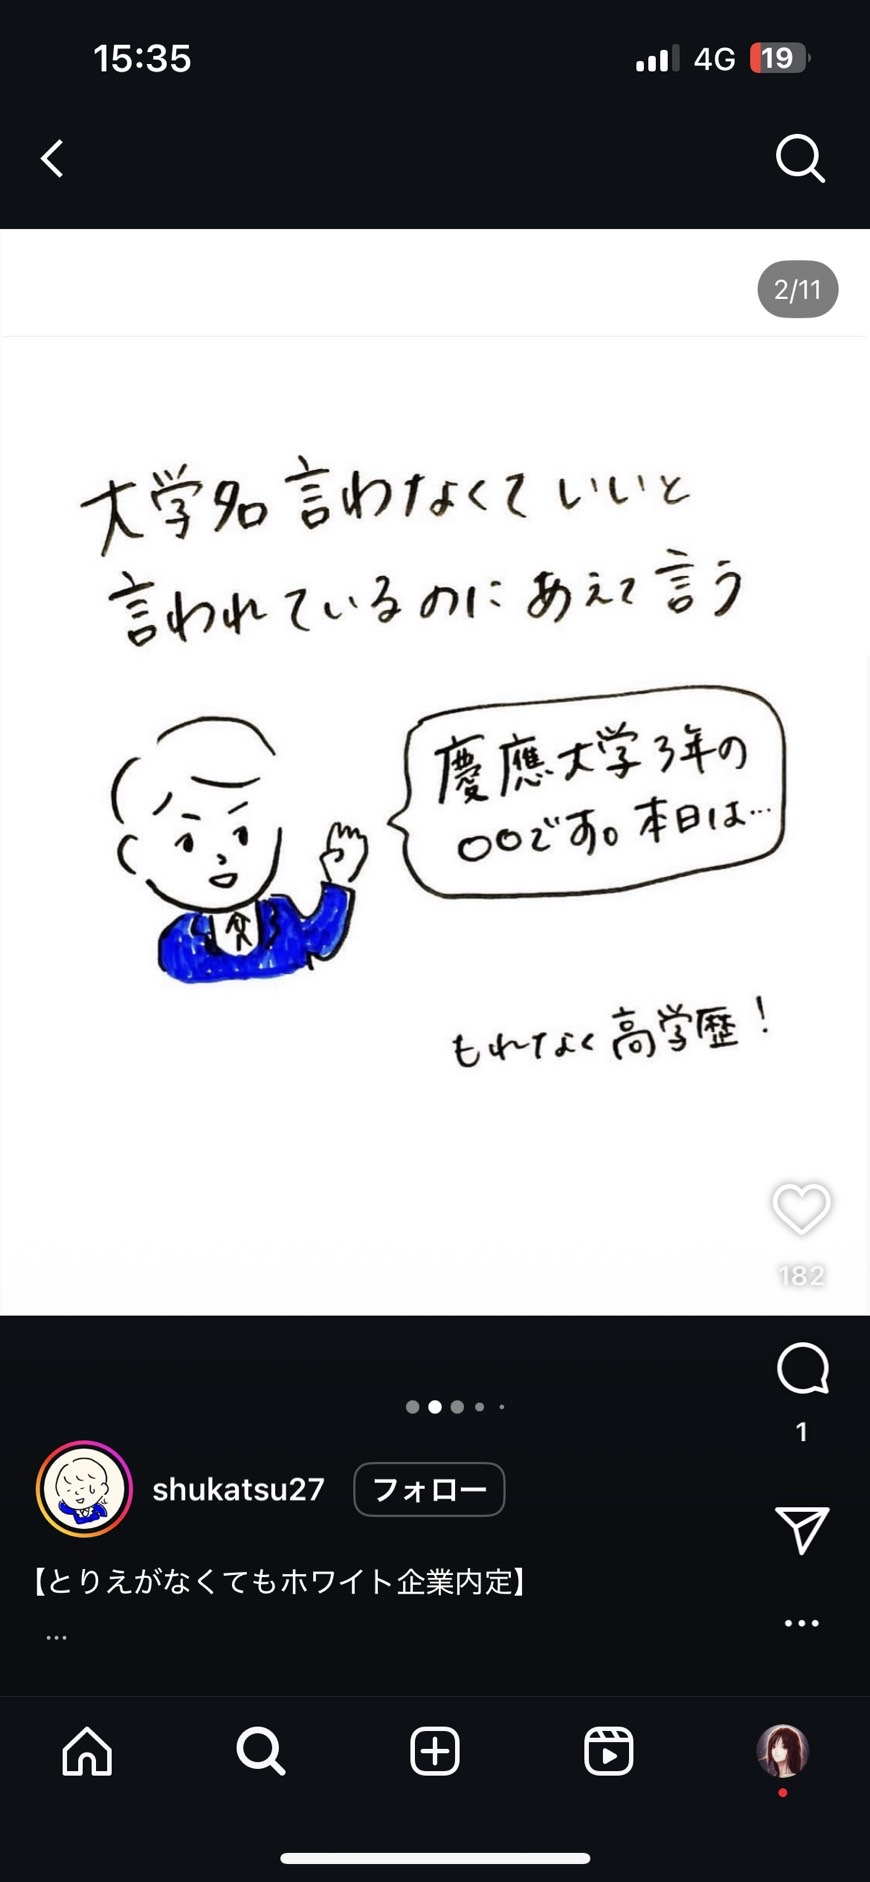 15:35
4G 19
2/11
大学名言わなくていいと
言われているのにあえて言う
慶應大学3年の
〇〇です。本日は…
もれなく高学歴！
182
1
shukatsu27 フォロー
【とりえがなくてもホワイト企業内定】
...